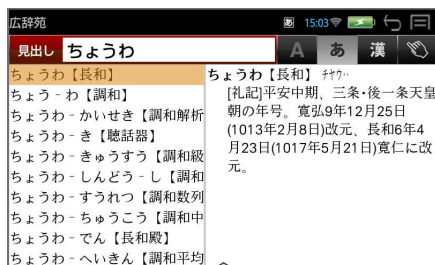 広辞苑
あ 15:03
見出し ちょうわ A あ 漢
ちょうわ【長和】
ちょう‐わ【調和】
ちょうわ‐かいせき【調和解析
ちょうわ‐き【聴話器】
ちょうわ‐きゅうすう【調和級
ちょうわ‐しんどう‐し【調和
ちょうわ‐すうれつ【調和数列
ちょうわ‐ちゅうこう【調和中
ちょうわ‐でん【長和殿】
ちょうわ‐へいきん【調和平均
ちょうわ【長和】 ﾁﾔｳ‥
[礼記]平安中期、三条・後一条天皇
朝の年号。寛弘9年12月25日
(1013年2月8日)改元、長和6年4
月23日(1017年5月21日)寛仁に改
元。